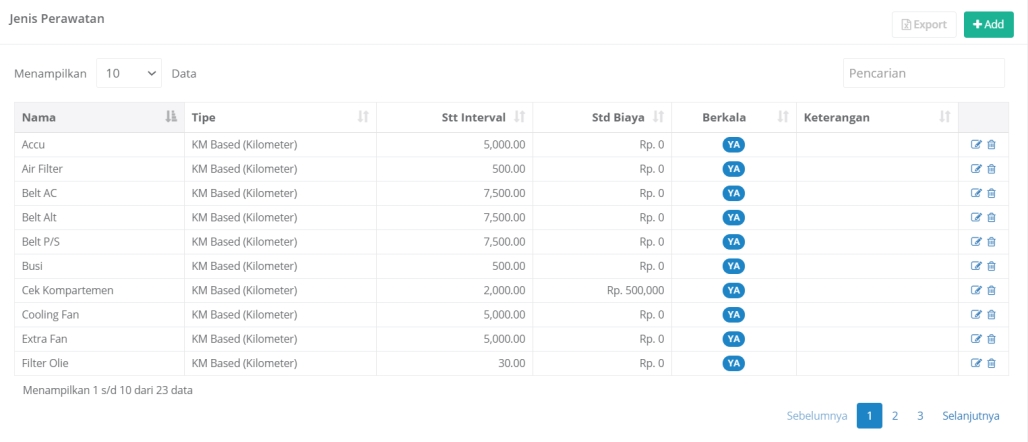 Jenis Perawatan
Export
+ Add
Menampilkan 10 Data
Pencarian
Nama Tipe Stt Interval Std Biaya Berkala Keterangan
Accu KM Based (Kilometer) 5,000.00 Rp. 0 YA
Air Filter KM Based (Kilometer) 500.00 Rp. 0 YA
Belt AC KM Based (Kilometer) 7,500.00 Rp. 0 YA
Belt Alt KM Based (Kilometer) 7,500.00 Rp. 0 YA
Belt P/S KM Based (Kilometer) 7,500.00 Rp. 0 YA
Busi KM Based (Kilometer) 500.00 Rp. 0 YA
Cek Kompartemen KM Based (Kilometer) 2,000.00 Rp. 500,000 YA
Cooling Fan KM Based (Kilometer) 5,000.00 Rp. 0 YA
Extra Fan KM Based (Kilometer) 5,000.00 Rp. 0 YA
Filter Olie KM Based (Kilometer) 30.00 Rp. 0 YA
Menampilkan 1 s/d 10 dari 23 data
Sebelumnya 1 2 3 Selanjutnya